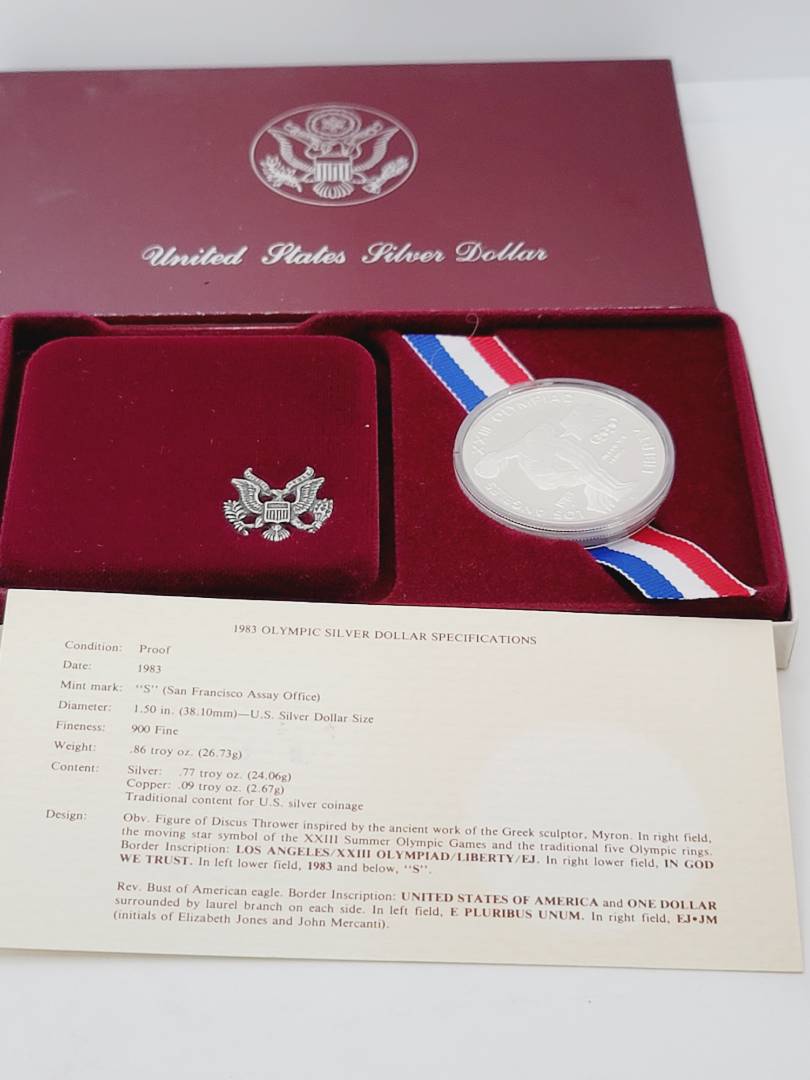 United States Silver Dollar
XXIII OLYMPIAD
LIBERTY
LOS ANGELES
1983 OLYMPIC SILVER DOLLAR SPECIFICATIONS
Condition: Proof
Date: 1983
Mint mark: "S" (San Francisco Assay Office)
Diameter: 1.50 in. (38.10mm)—U.S. Silver Dollar Size
Fineness: 900 Fine
Weight: .86 troy oz. (26.73g)
Content: Silver: .77 troy oz. (24.06g)
Copper: .09 troy oz. (2.67g)
Traditional content for U.S. silver coinage
Design: Obv. Figure of Discus Thrower inspired by the ancient work of the Greek sculptor, Myron. In right field,
the moving star symbol of the XXIII Summer Olympic Games and the traditional five Olympic rings.
Border Inscription: LOS ANGELES/XXIII OLYMPIAD/LIBERTY/EJ. In right lower field, IN GOD
WE TRUST. In left lower field, 1983 and below, "S".
Rev. Bust of American eagle. Border Inscription: UNITED STATES OF AMERICA and ONE DOLLAR
surrounded by laurel branch on each side. In left field, E PLURIBUS UNUM. In right field, EJ•JM
(initials of Elizabeth Jones and John Mercanti).